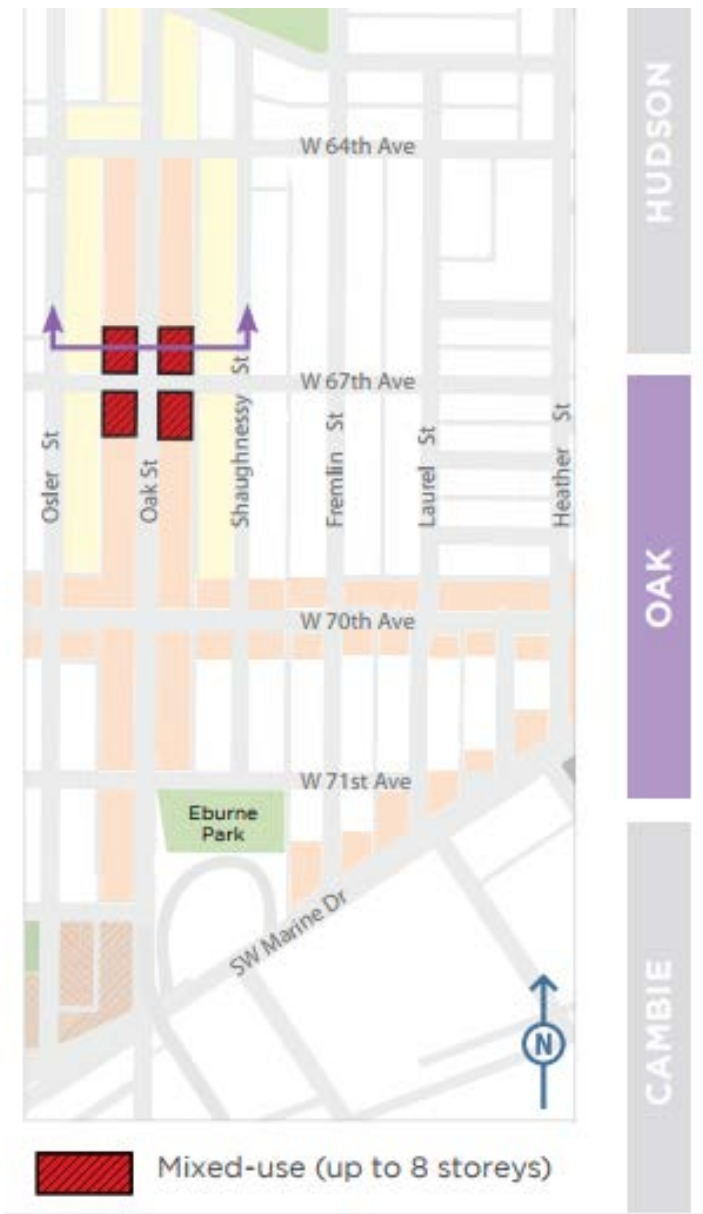 HUDSON
W 64th Ave
W 67th Ave
Osler St
Oak St
Shaughnessy St
Fremlin St
Laurel St
Heather St
OAK
W 70th Ave
W 71st Ave
Eburne
Park
SW Marine Dr
CAMBIE
N
Mixed-use (up to 8 storeys)